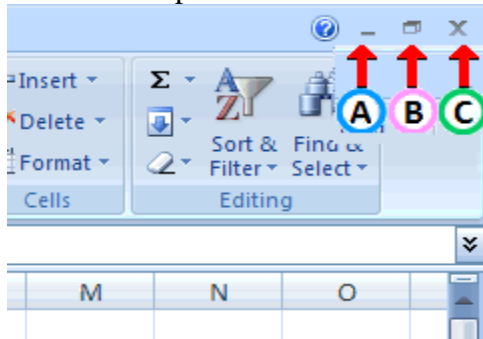 Insert
Σ
A
Z
Delete
Format
Sort &
Filter
Find &
Select
A
B
C
Cells
Editing
M
N
O